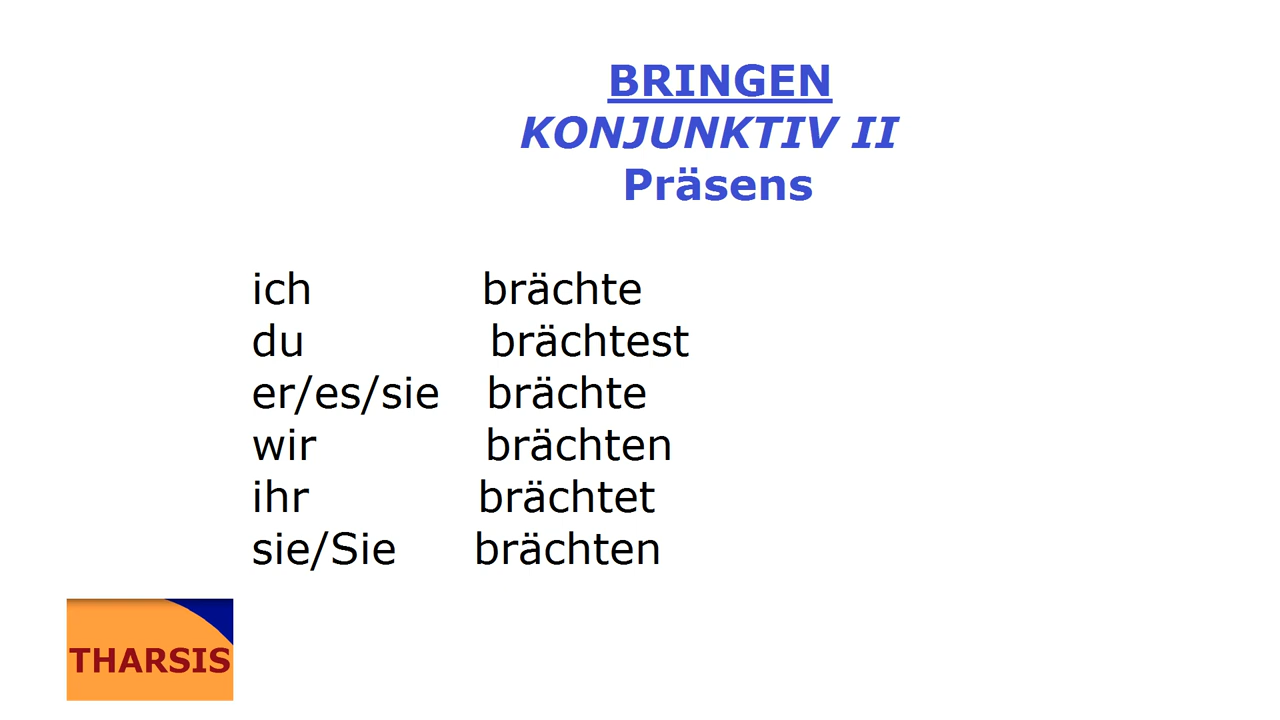 BRINGEN
KONJUNKTIV II
Präsens
ich brächte
du brächtest
er/es/sie brächte
wir brächten
ihr brächtet
sie/Sie brächten
THARSIS